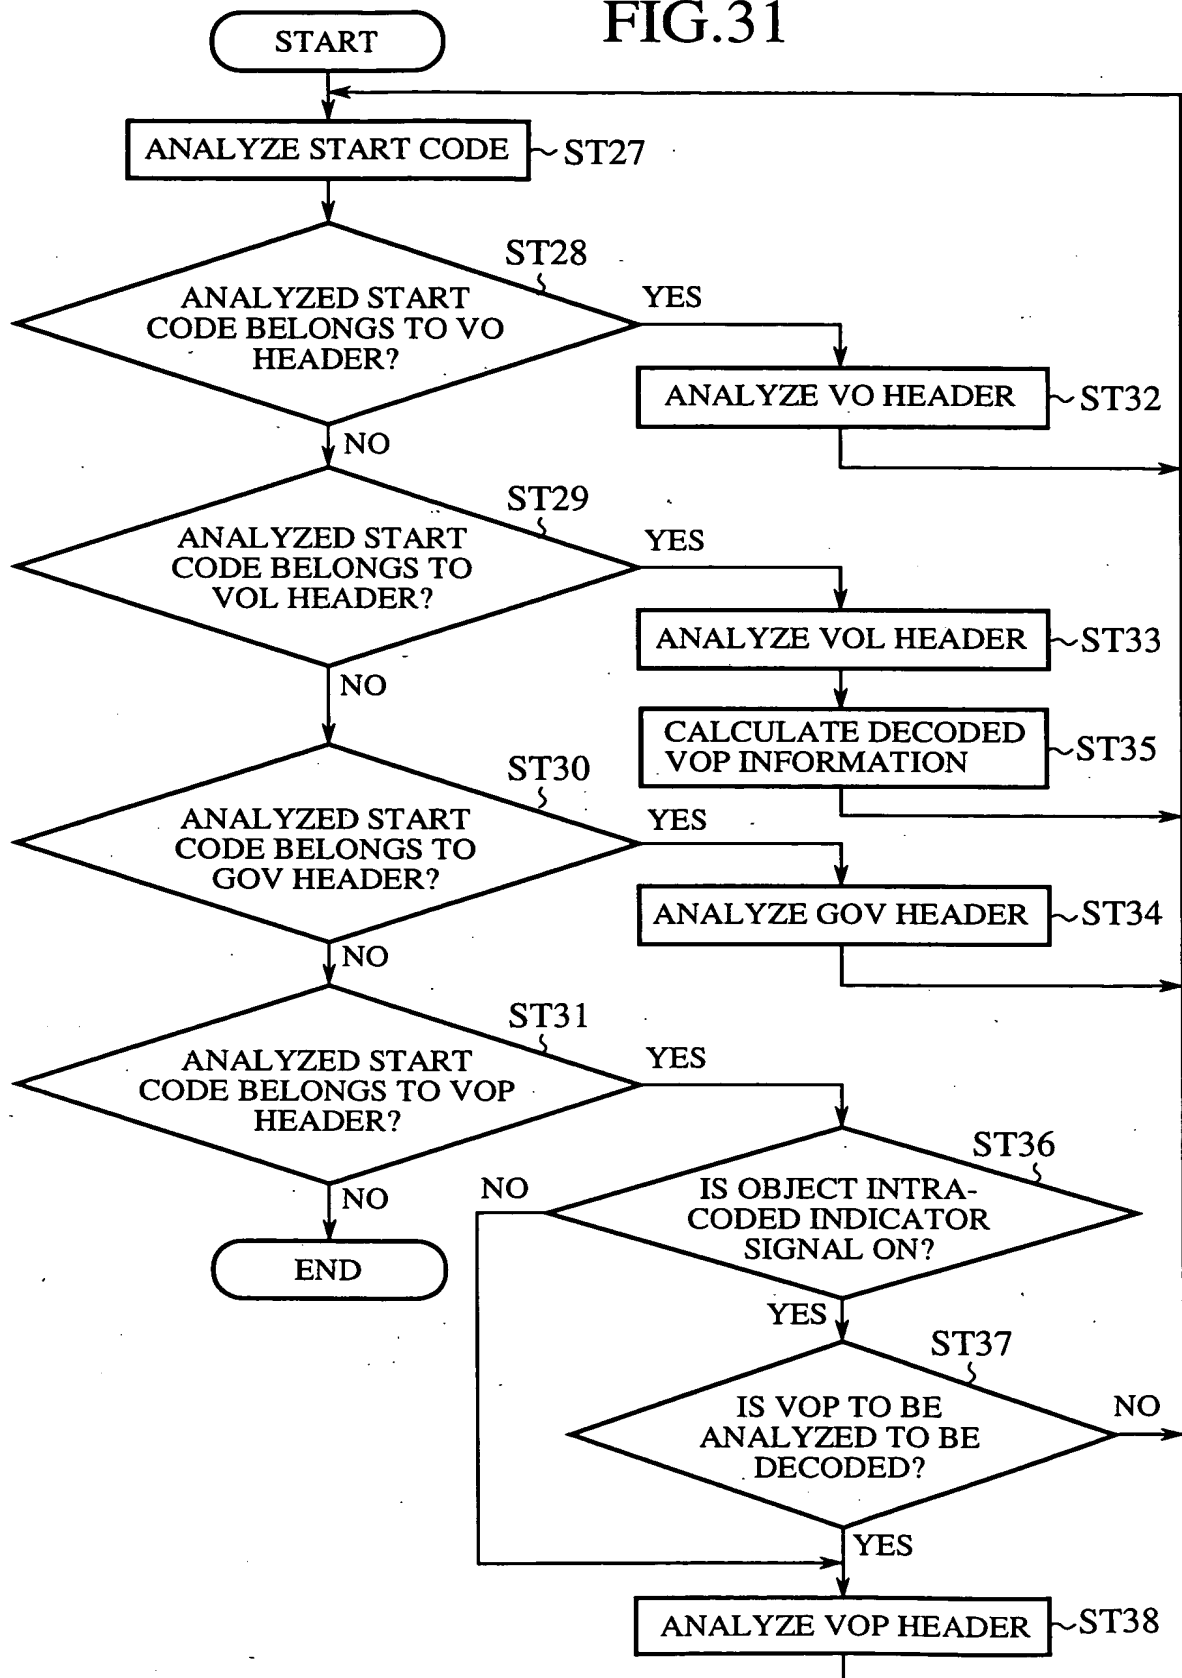 FIG.31
START
ANALYZE START CODE
ST27
ST28
ANALYZED START
CODE BELONGS TO VO
HEADER?
YES
ANALYZE VO HEADER
ST32
NO
ST29
ANALYZED START
CODE BELONGS TO
VOL HEADER?
YES
ANALYZE VOL HEADER
ST33
NO
CALCULATE DECODED
VOP INFORMATION
ST35
ST30
ANALYZED START
CODE BELONGS TO
GOV HEADER?
YES
ANALYZE GOV HEADER
ST34
NO
ST31
ANALYZED START
CODE BELONGS TO VOP
HEADER?
YES
NO
END
ST36
IS OBJECT INTRA-
CODED INDICATOR
SIGNAL ON?
NO
YES
ST37
IS VOP TO BE
ANALYZED TO BE
DECODED?
NO
YES
ANALYZE VOP HEADER
ST38